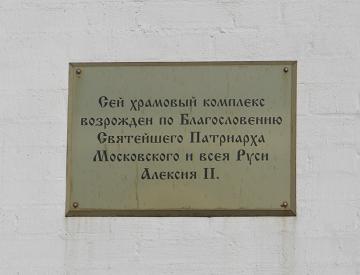 Сей храмовый комплекс
возрожден по Благословению
Святейшего Патриарха
Московского и всея Руси
Алексия II.